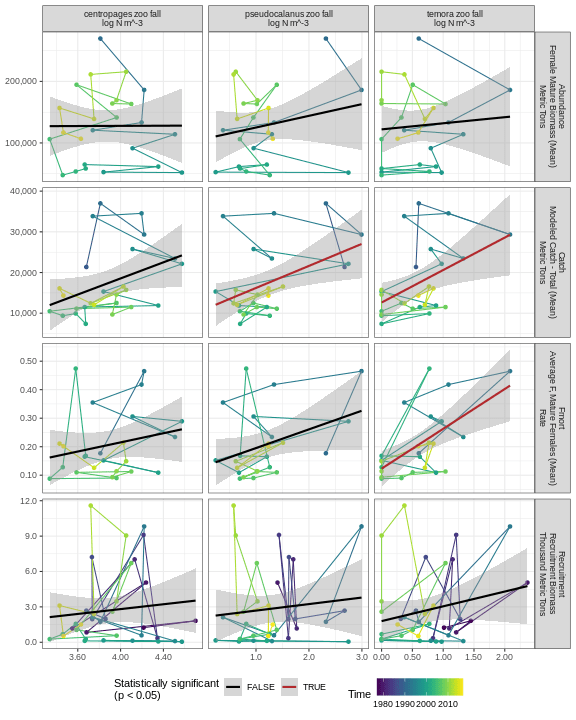 centropages zoo fall
log N m^-3
pseudocalanus zoo fall
log N m^-3
temora zoo fall
log N m^-3
200,000
100,000
Abundance
Female Mature Biomass (Mean)
Metric Tons
40,000
30,000
20,000
10,000
Catch
Modeled Catch - Total (Mean)
Metric Tons
0.50
0.40
0.30
0.20
0.10
Fmort
Average F, Mature Females (Mean)
Rate
12.0
9.0
6.0
3.0
0.0
Recruitment
Recruitment Biomass
Thousand Metric Tons
3.60
4.00
4.40
1.0
2.0
3.0
0.00
0.50
1.00
1.50
2.00
Statistically significant
(p < 0.05)
FALSE
TRUE
Time
1980 1990 2000 2010